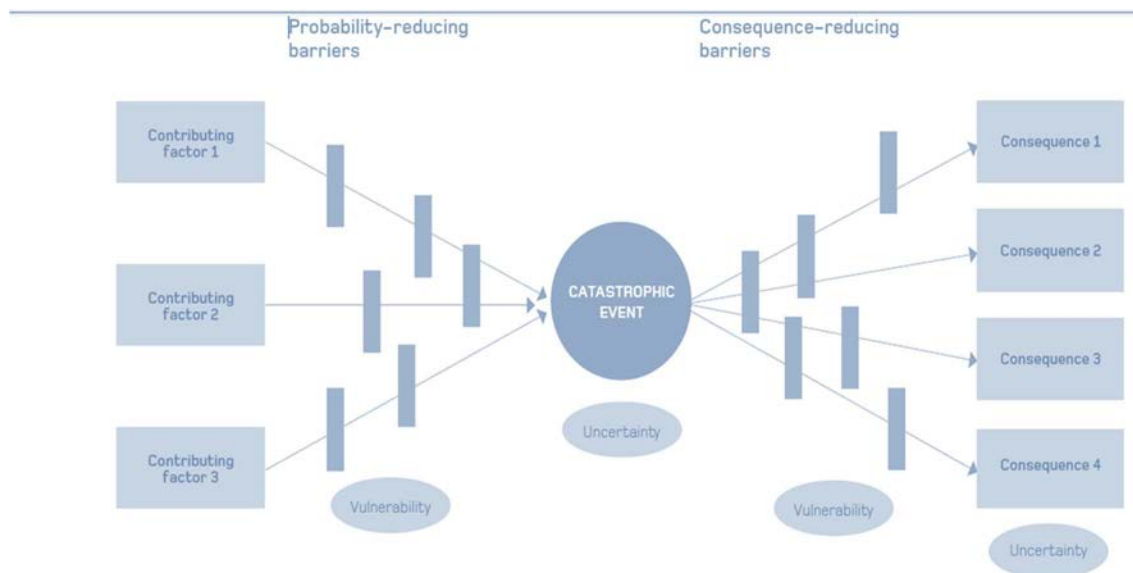 Probability-reducing
barriers
Consequence-reducing
barriers
Contributing
factor 1
Contributing
factor 2
Contributing
factor 3
CATASTROPHIC
EVENT
Uncertainty
Vulnerability
Vulnerability
Consequence 1
Consequence 2
Consequence 3
Consequence 4
Uncertainty